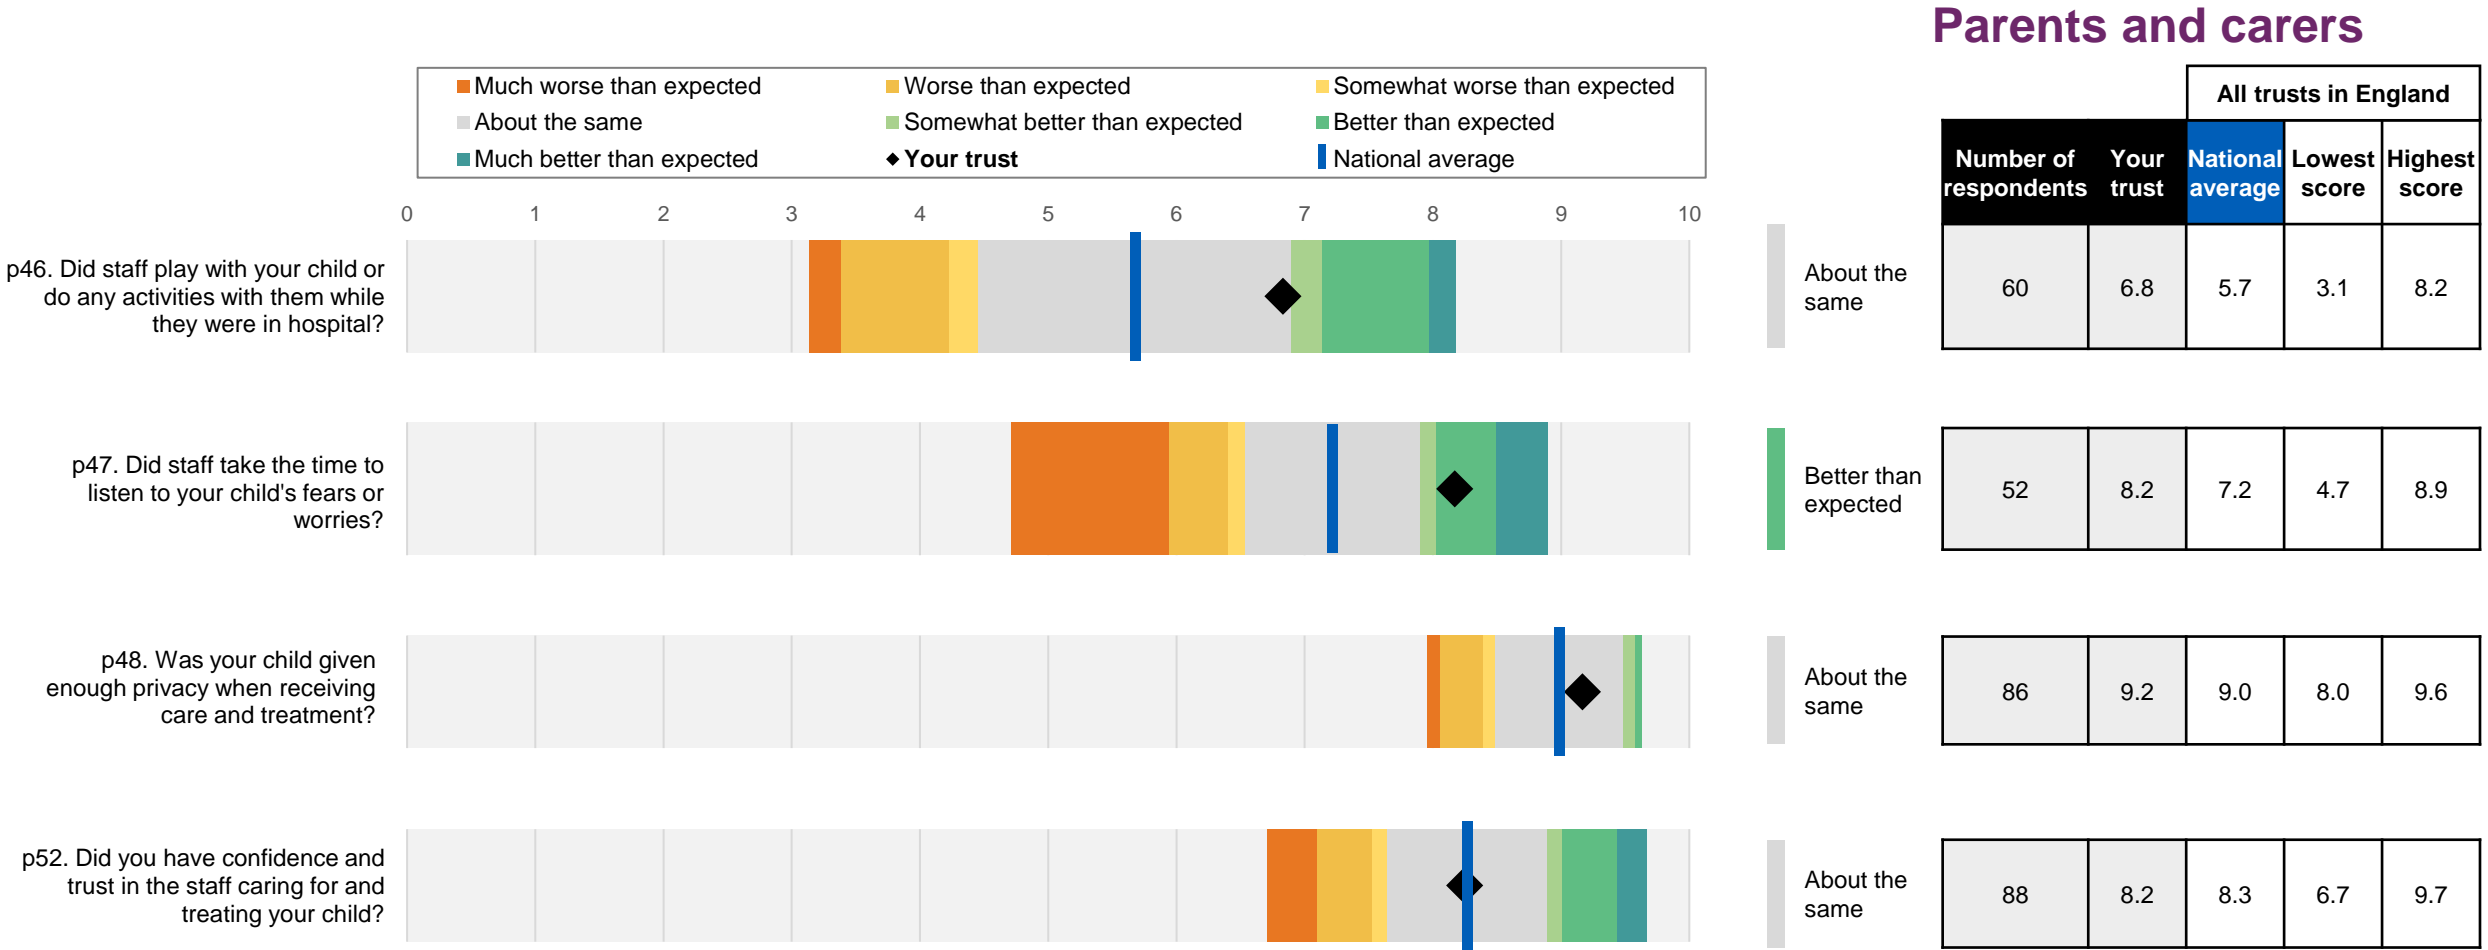 Parents and carers
Much worse than expected
Worse than expected
Somewhat worse than expected
About the same
Somewhat better than expected
Better than expected
Much better than expected
Your trust
National average
All trusts in England
Number of respondents
Your trust
National average
Lowest score
Highest score
0 1 2 3 4 5 6 7 8 9 10
p46. Did staff play with your child or
do any activities with them while
they were in hospital?
About the
same
60 6.8 5.7 3.1 8.2
p47. Did staff take the time to
listen to your child's fears or
worries?
Better than
expected
52 8.2 7.2 4.7 8.9
p48. Was your child given
enough privacy when receiving
care and treatment?
About the
same
86 9.2 9.0 8.0 9.6
p52. Did you have confidence and
trust in the staff caring for and
treating your child?
About the
same
88 8.2 8.3 6.7 9.7